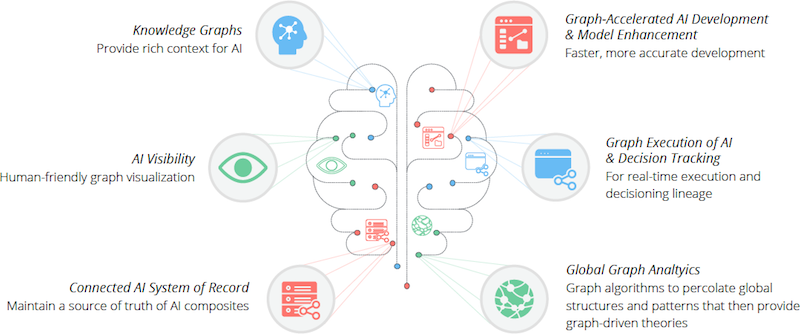 Knowledge Graphs
Provide rich context for AI
AI Visibility
Human-friendly graph visualization
Connected AI System of Record
Maintain a source of truth of AI composites
Graph-Accelerated AI Development
& Model Enhancement
Faster, more accurate development
Graph Execution of AI
& Decision Tracking
For real-time execution and
decisioning lineage
Global Graph Analtyics
Graph algorithms to percolate global
structures and patterns that then provide
graph-driven theories